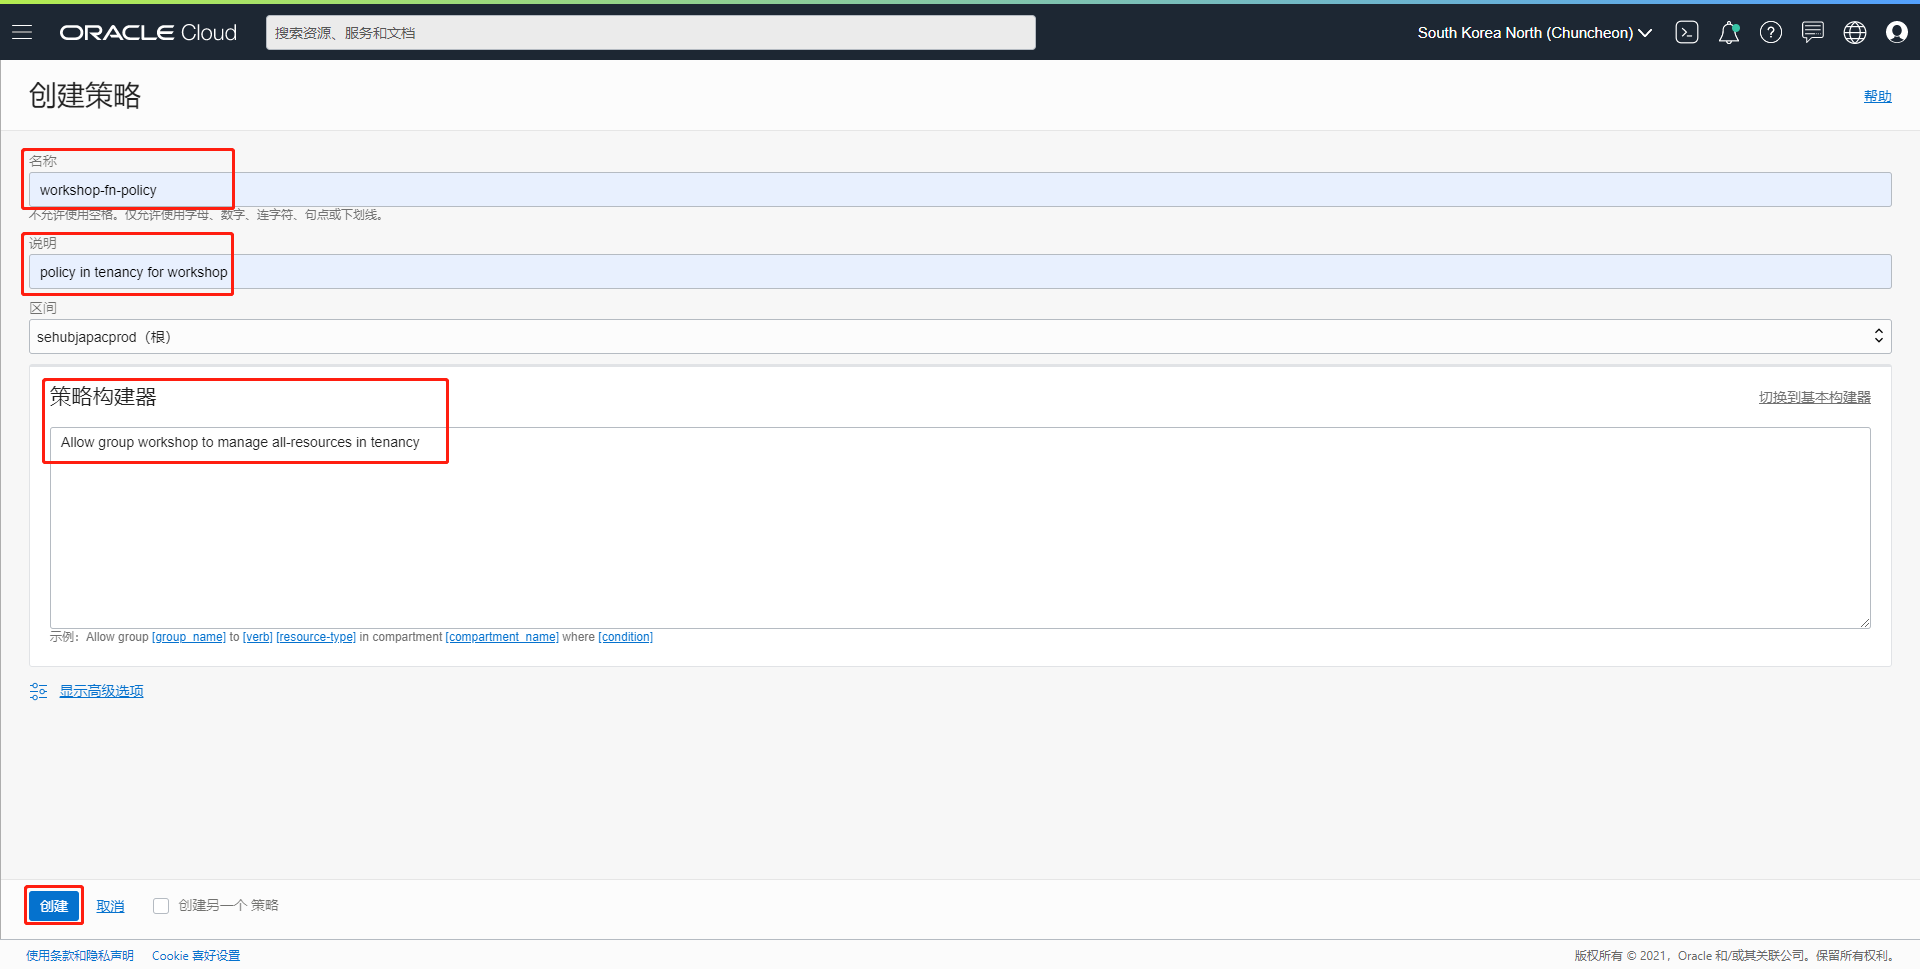 ORACLE Cloud
搜索资源、服务和文档
South Korea North (Chuncheon)
创建策略
帮助
名称
workshop-fn-policy
不允许使用空格。仅允许使用字母、数字、连字符、句点或下划线。
说明
policy in tenancy for workshop
区间
sehubjapacprod（根）
策略构建器
切换到基本构建器
Allow group workshop to manage all-resources in tenancy
示例：Allow group [group_name] to [verb] [resource-type] in compartment [compartment_name] where [condition]
显示高级选项
创建
取消
创建另一个 策略
使用条款和隐私声明
Cookie 喜好设置
版权所有 © 2021，Oracle 和/或其关联公司。保留所有权利。